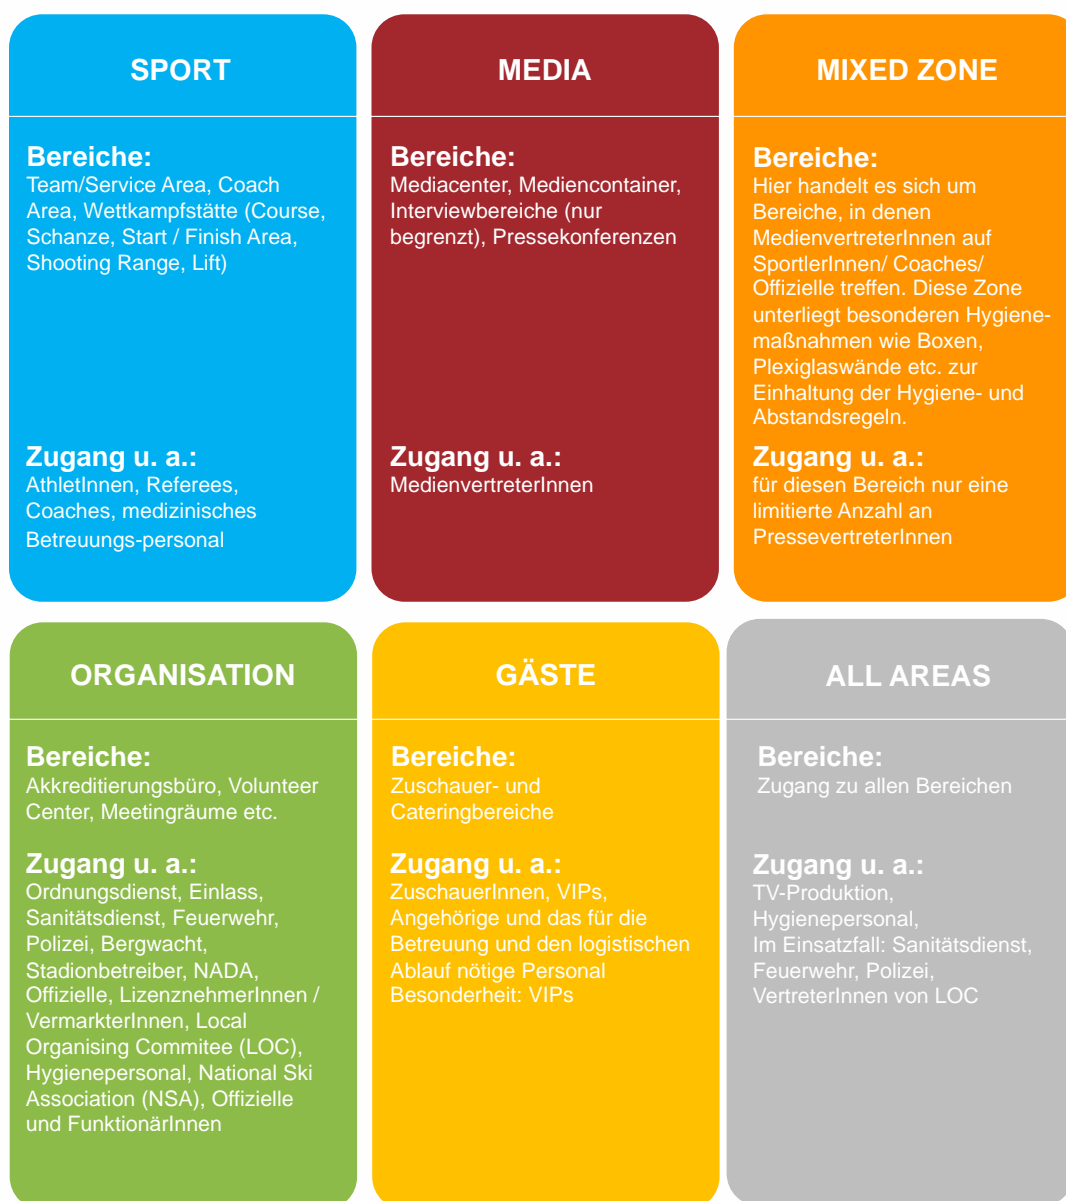 SPORT
Bereiche:
Team/Service Area, Coach
Area, Wettkampfstätte (Course,
Schanze, Start / Finish Area,
Shooting Range, Lift)
Zugang u. a.:
AthletInnen, Referees,
Coaches, medizinisches
Betreuungs-personal
MEDIA
Bereiche:
Mediacenter, Mediencontainer,
Interviewbereiche (nur
begrenzt), Pressekonferenzen
Zugang u. a.:
MedienvertreterInnen
MIXED ZONE
Bereiche:
Hier handelt es sich um
Bereiche, in denen
MedienvertreterInnen auf
SportlerInnen/ Coaches/
Offizielle treffen. Diese Zone
unterliegt besonderen Hygiene-
maßnahmen wie Boxen,
Plexiglaswände etc. zur
Einhaltung der Hygiene- und
Abstandsregeln.
Zugang u. a.:
für diesen Bereich nur eine
limitierte Anzahl an
PressevertreterInnen
ORGANISATION
Bereiche:
Akkreditierungsbüro, Volunteer
Center, Meetingräume etc.
Zugang u. a.:
Ordnungsdienst, Einlass,
Sanitätsdienst, Feuerwehr,
Polizei, Bergwacht,
Stadionbetreiber, NADA,
Offizielle, LizenznehmerInnen /
VermarkterInnen, Local
Organising Commitee (LOC),
Hygienepersonal, National Ski
Association (NSA), Offizielle
und FunktionärInnen
GÄSTE
Bereiche:
Zuschauer- und
Cateringbereiche
Zugang u. a.:
ZuschauerInnen, VIPs,
Angehörige und das für die
Betreuung und den logistischen
Ablauf nötige Personal
Besonderheit: VIPs
ALL AREAS
Bereiche:
Zugang zu allen Bereichen
Zugang u. a.:
TV-Produktion,
Hygienepersonal,
Im Einsatzfall: Sanitätsdienst,
Feuerwehr, Polizei,
VertreterInnen von LOC